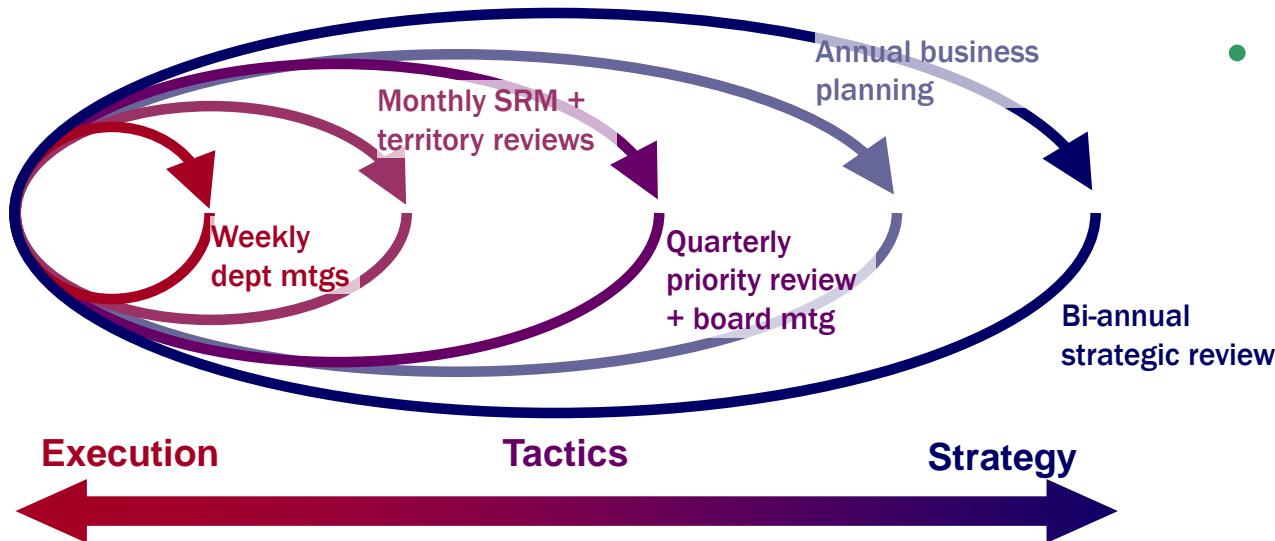 Annual business
planning
Monthly SRM +
territory reviews
Weekly
dept mtgs
Quarterly
priority review
+ board mtg
Bi-annual
strategic review
Execution
Tactics
Strategy